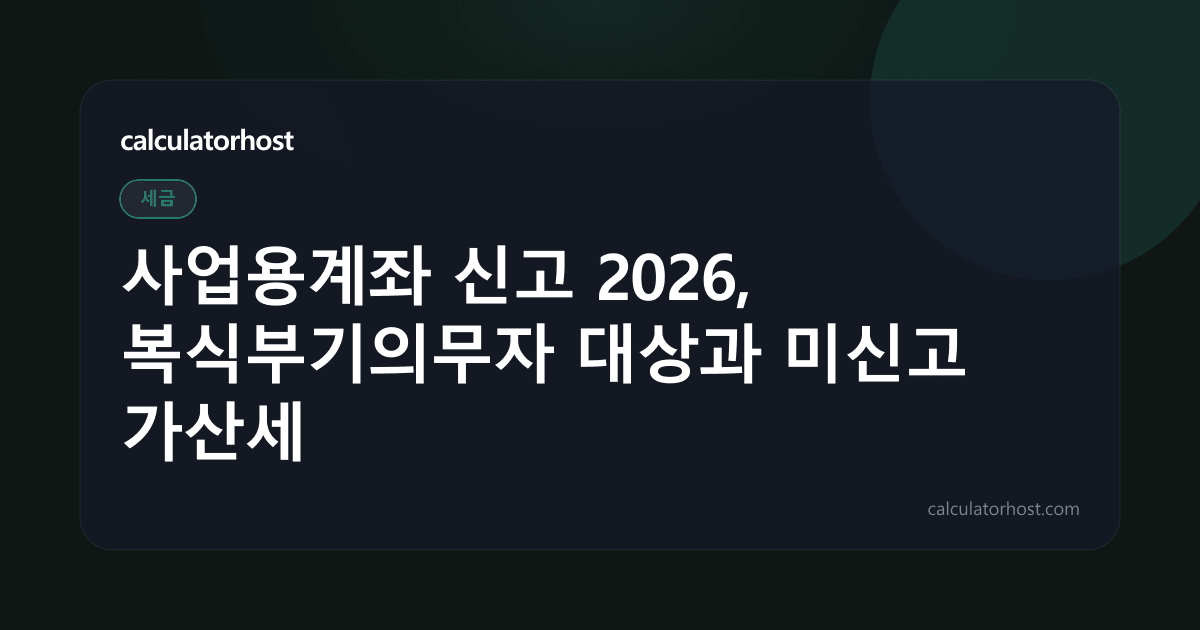 calculatorhost
세금
사업용계좌 신고 2026,
복식부기의무자 대상과 미신고
가산세
calculatorhost.com